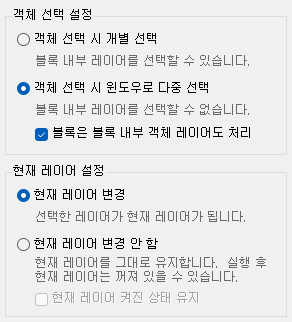 객체 선택 설정
객체 선택 시 개별 선택
블록 내부 레이어를 선택할 수 있습니다.
객체 선택 시 윈도우로 다중 선택
블록 내부 레이어를 선택할 수 없습니다.
블록은 블록 내부 객체 레이어도 처리
현재 레이어 설정
현재 레이어 변경
선택한 레이어가 현재 레이어가 됩니다.
현재 레이어 변경 안 함
현재 레이어를 그대로 유지합니다. 실행 후
현재 레이어는 꺼져 있을 수 있습니다.
현재 레이어 켜진 상태 유지